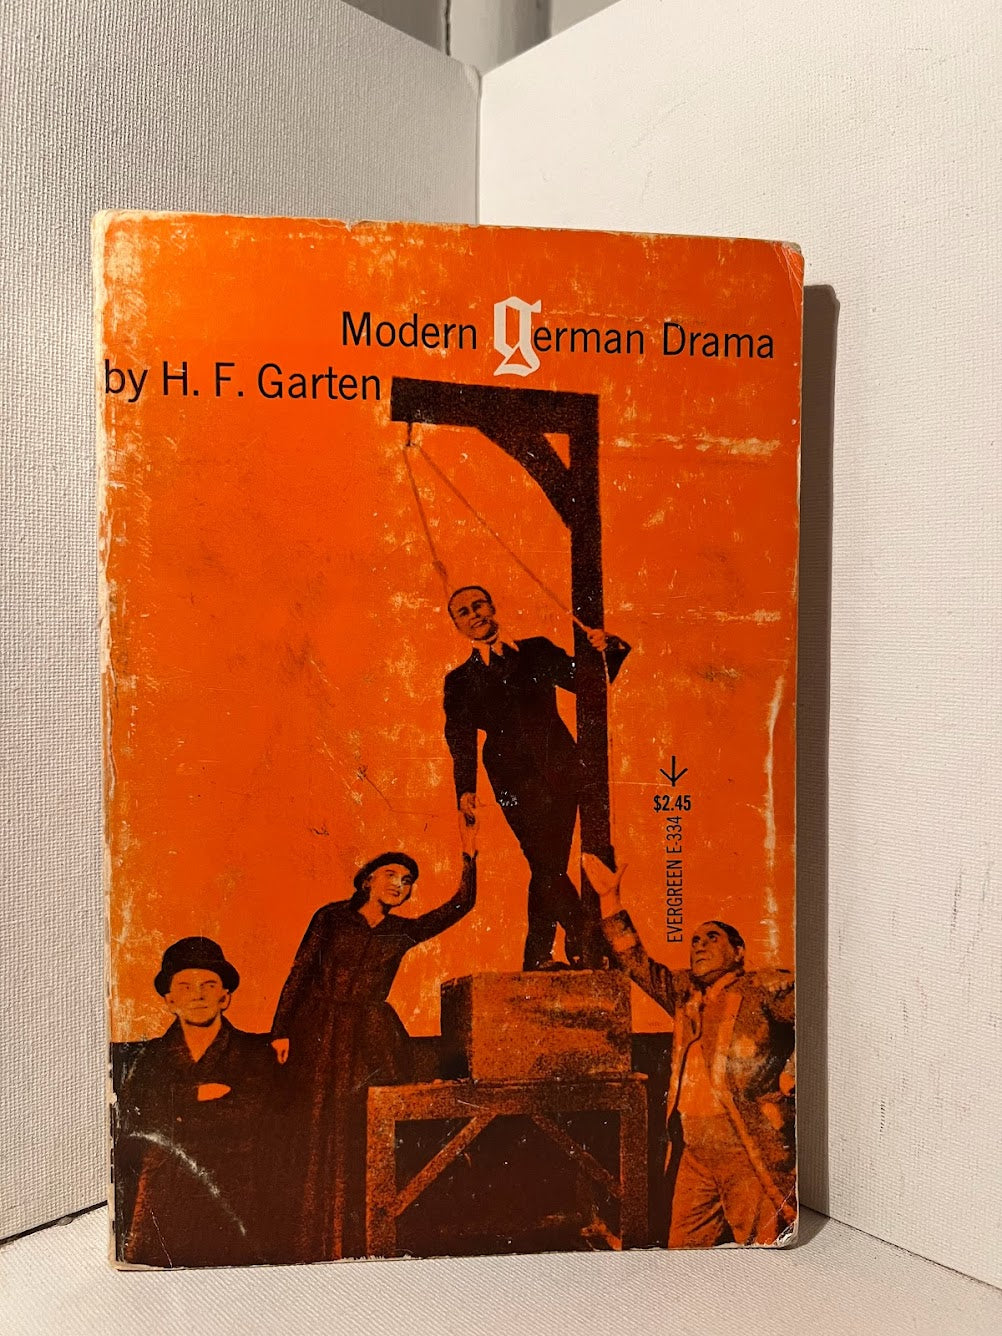 Modern German Drama
by H. F. Garten
$2.45
EVERGREEN E-334